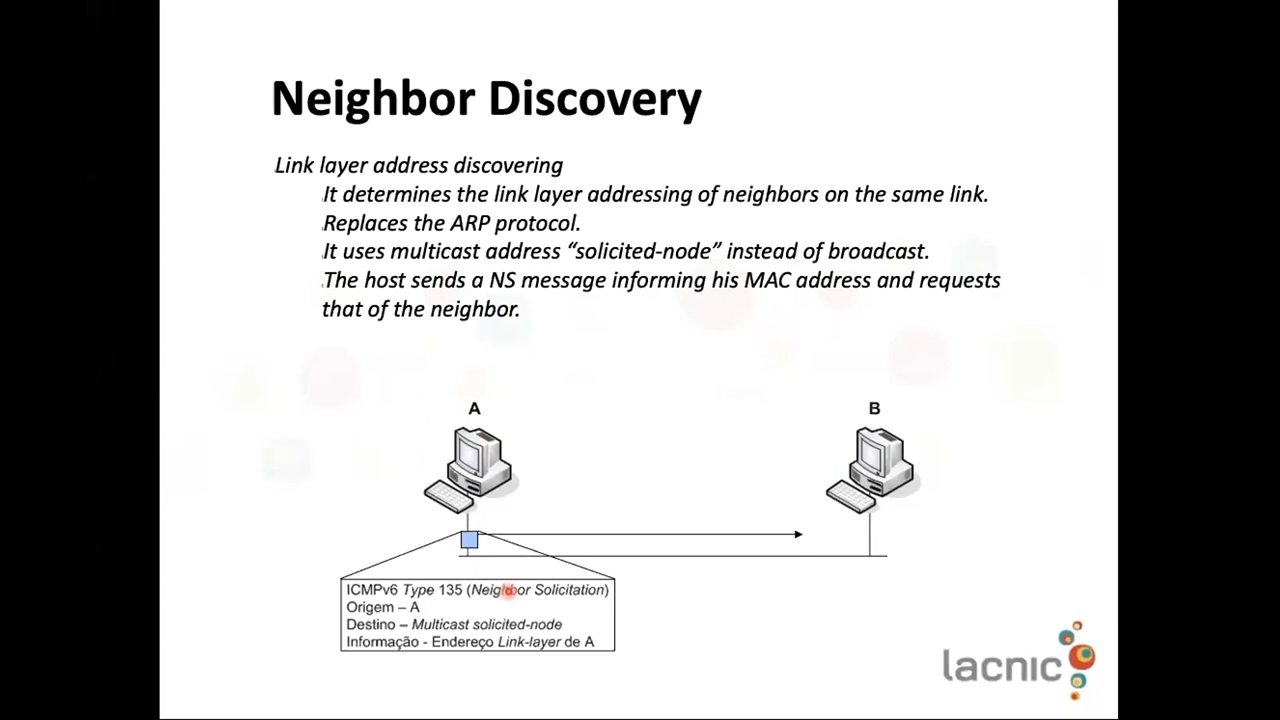 Neighbor Discovery
Link layer address discovering
It determines the link layer addressing of neighbors on the same link.
Replaces the ARP protocol.
It uses multicast address “solicited-node” instead of broadcast.
The host sends a NS message informing his MAC address and requests
that of the neighbor.
A
B
ICMPv6 Type 135 (Neighbor Solicitation)
Origem – A
Destino – Multicast solicited-node
Informação - Endereço Link-layer de A
lacnic